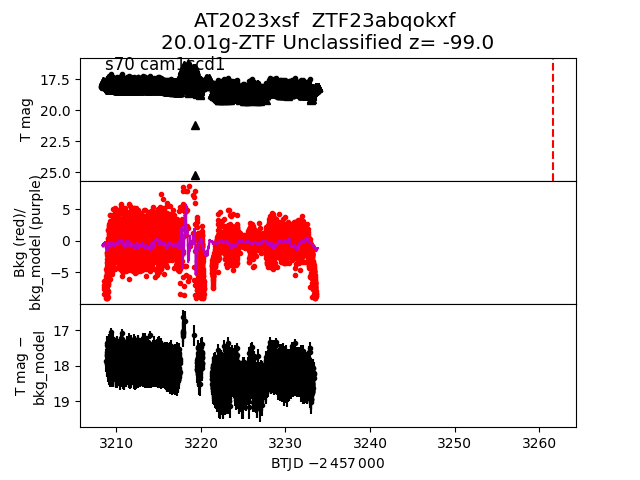 AT2023xsf  ZTF23abqokxf
20.01g-ZTF Unclassified z= -99.0
s70 cam1 ccd1
17.5
20.0
22.5
25.0
T mag
5
0
−5
Bkg (red)/
bkg_model (purple)
17
18
19
T mag −
bkg_model
3210
3220
3230
3240
3250
3260
BTJD −2 457 000